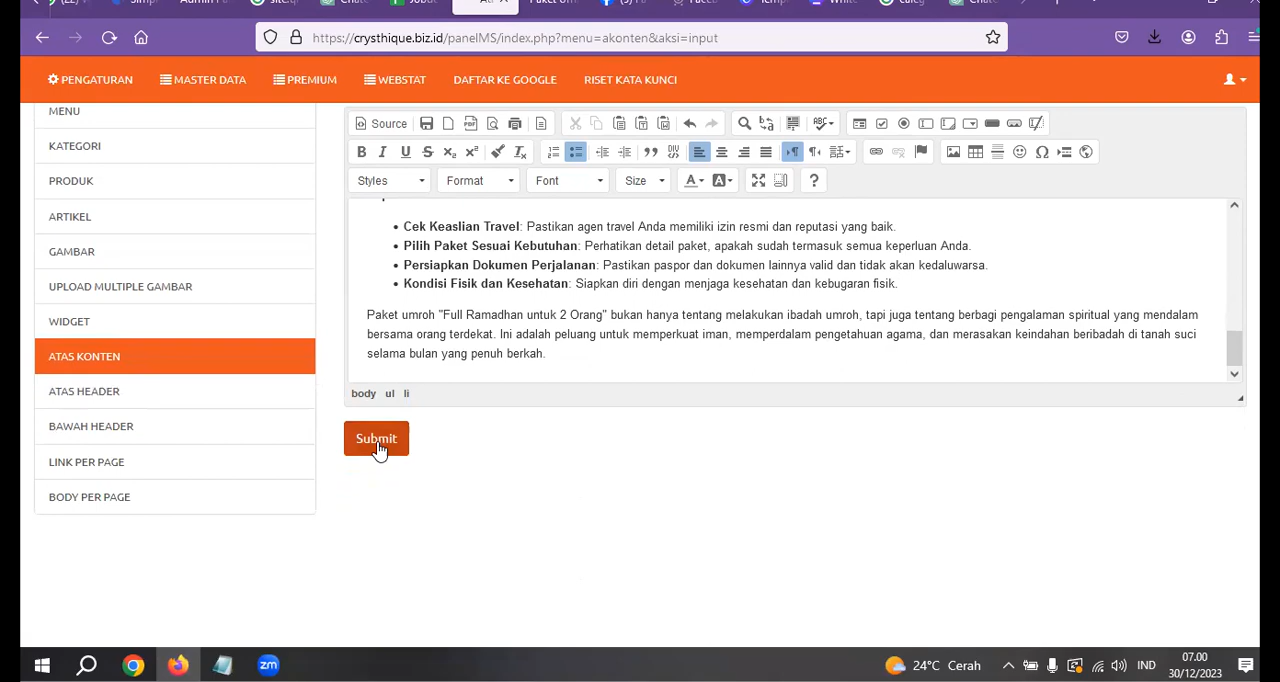 https://crysthique.biz.id/panelMS/index.php?menu=akonten&aksi=input
PENGATURAN MASTER DATA PREMIUM WEBSTAT DAFTAR KE GOOGLE RISET KATA KUNCI
MENU
KATEGORI
PRODUK
ARTIKEL
GAMBAR
UPLOAD MULTIPLE GAMBAR
WIDGET
ATAS KONTEN
ATAS HEADER
BAWAH HEADER
LINK PER PAGE
BODY PER PAGE
Source
Styles Format Font Size
• Cek Keaslian Travel: Pastikan agen travel Anda memiliki izin resmi dan reputasi yang baik.
• Pilih Paket Sesuai Kebutuhan: Perhatikan detail paket, apakah sudah termasuk semua keperluan Anda.
• Persiapkan Dokumen Perjalanan: Pastikan paspor dan dokumen lainnya valid dan tidak akan kedaluwarsa.
• Kondisi Fisik dan Kesehatan: Siapkan diri dengan menjaga kesehatan dan kebugaran fisik.
Paket umroh "Full Ramadhan untuk 2 Orang" bukan hanya tentang melakukan ibadah umroh, tapi juga tentang berbagi pengalaman spiritual yang mendalam
bersama orang terdekat. Ini adalah peluang untuk memperkuat iman, memperdalam pengetahuan agama, dan merasakan keindahan beribadah di tanah suci
selama bulan yang penuh berkah.
body ul li
Submit
24°C Cerah IND 07.00
30/12/2023